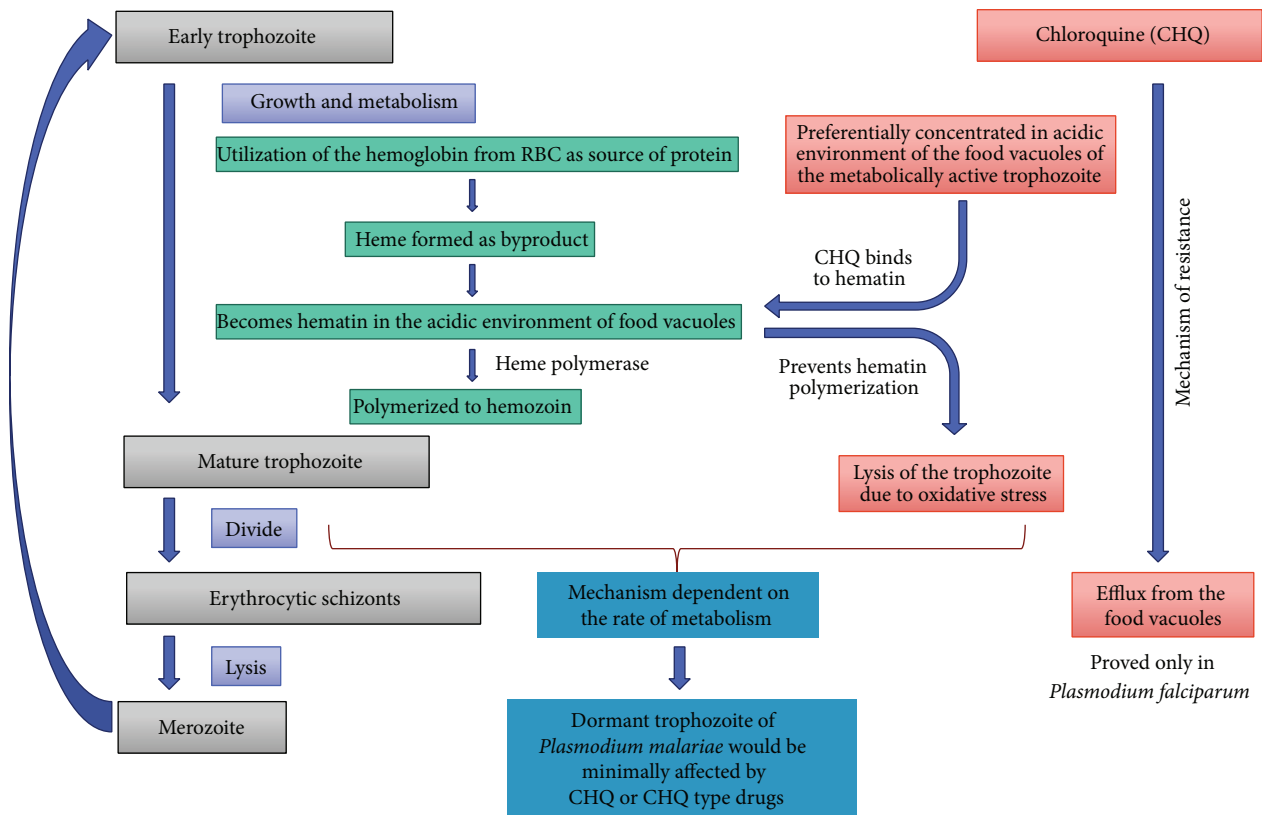 Early trophozoite
Chloroquine (CHQ)
Growth and metabolism
Utilization of the hemoglobin from RBC as source of protein
Preferentially concentrated in acidic
environment of the food vacuoles of
the metabolically active trophozoite
Heme formed as byproduct
CHQ binds
to hematin
Mechanism of resistance
Becomes hematin in the acidic environment of food vacuoles
Heme polymerase
Prevents hematin
polymerization
Polymerized to hemozoin
Mature trophozoite
Lysis of the trophozoite
due to oxidative stress
Divide
Erythrocytic schizonts
Mechanism dependent on
the rate of metabolism
Efflux from the
food vacuoles
Lysis
Proved only in
Plasmodium falciparum
Merozoite
Dormant trophozoite of
Plasmodium malariae would be
minimally affected by
CHQ or CHQ type drugs